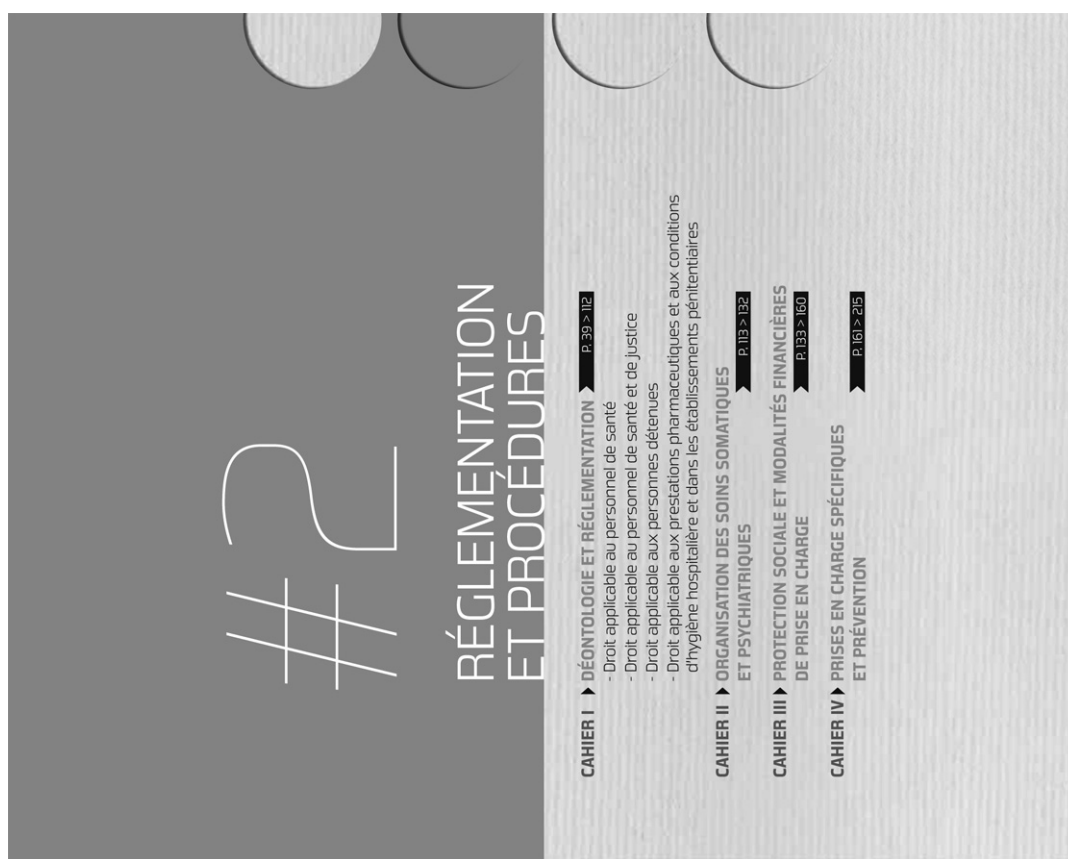 #2
RÉGLEMENTATION
ET PROCÉDURES
CAHIER I DÉONTOLOGIE ET RÉGLEMENTATION P. 39 > 112
- Droit applicable au personnel de santé
- Droit applicable au personnel de santé et de justice
- Droit applicable aux personnes détenues
- Droit applicable aux prestations pharmaceutiques et aux conditions
d'hygiène hospitalière et dans les établissements pénitentiaires
CAHIER II ORGANISATION DES SOINS SOMATIQUES
ET PSYCHIATRIQUES P. 113 > 132
CAHIER III PROTECTION SOCIALE ET MODALITÉS FINANCIÈRES
DE PRISE EN CHARGE P. 133 > 160
CAHIER IV PRISES EN CHARGE SPÉCIFIQUES
ET PRÉVENTION P. 161 > 215